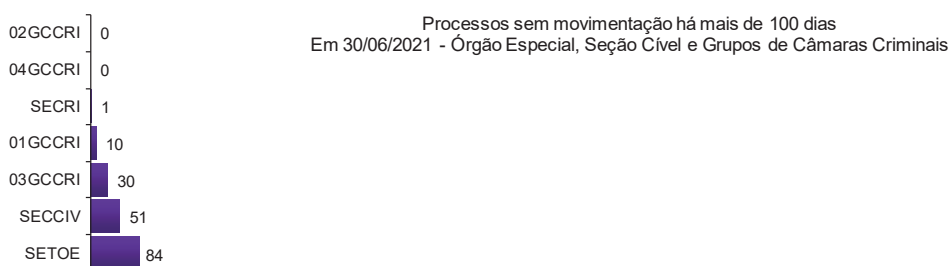 Processos sem movimentação há mais de 100 dias
Em 30/06/2021 - Órgão Especial, Seção Cível e Grupos de Câmaras Criminais
02GCCRI 0
04GCCRI 0
SECRI 1
01GCCRI 10
03GCCRI 30
SECCIV 51
SETOE 84